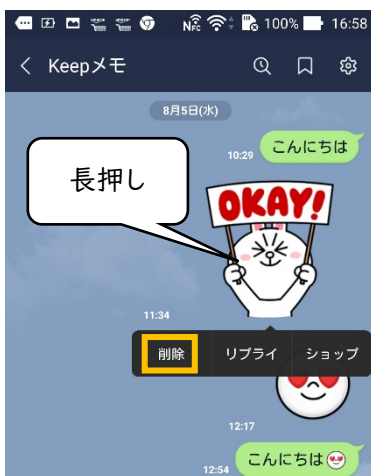 NFC 100% 16:58
Keepメモ
8月5日(水)
こんにちは
10:29
長押し
OKAY!
11:34
削除 リプライ ショップ
12:17
こんにちは😍
12:54